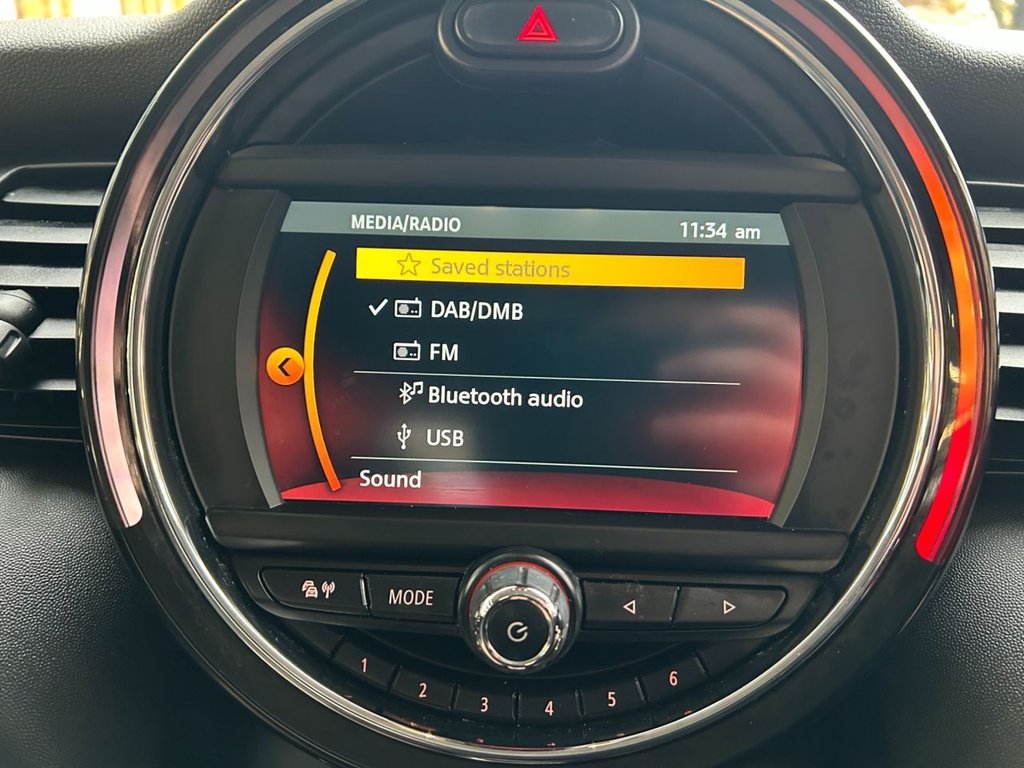 MEDIA/RADIO 11:34 am
Saved stations
DAB/DMB
FM
Bluetooth audio
USB
Sound
MODE
1 2 3 4 5 6